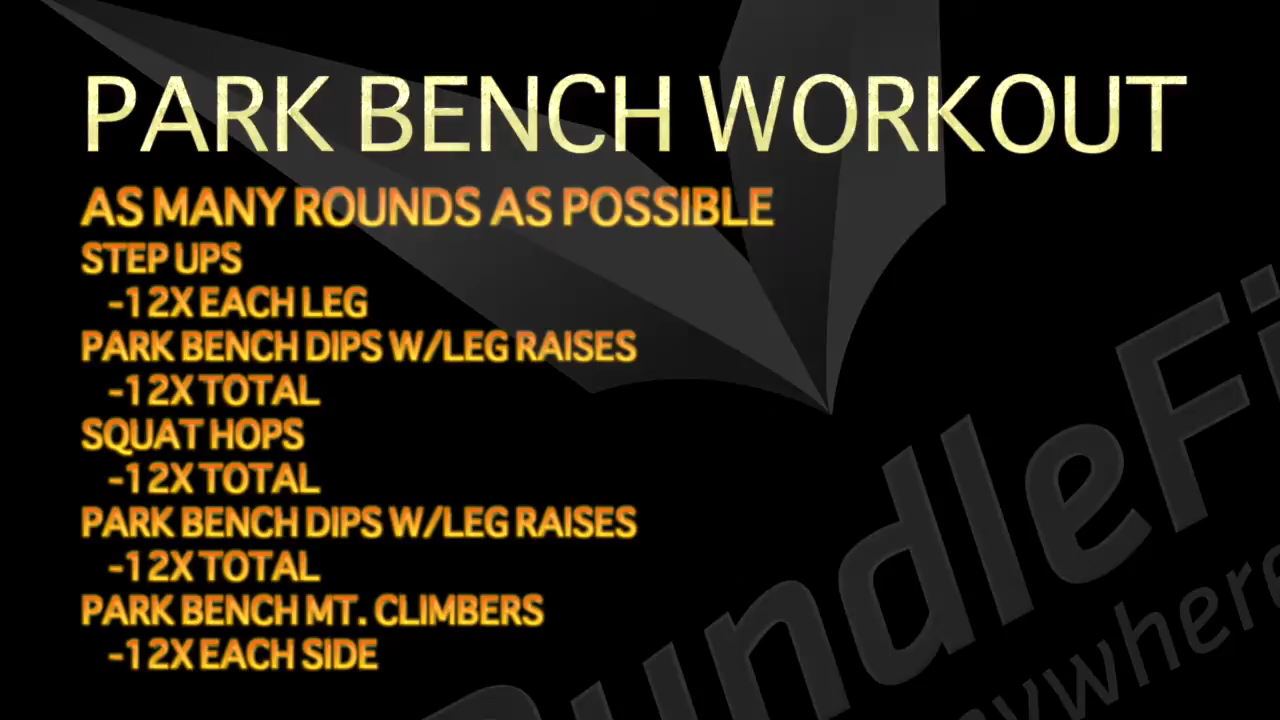 PARK BENCH WORKOUT
AS MANY ROUNDS AS POSSIBLE
STEP UPS
-12X EACH LEG
PARK BENCH DIPS W/LEG RAISES
-12X TOTAL
SQUAT HOPS
-12X TOTAL
PARK BENCH DIPS W/LEG RAISES
-12X TOTAL
PARK BENCH MT. CLIMBERS
-12X EACH SIDE